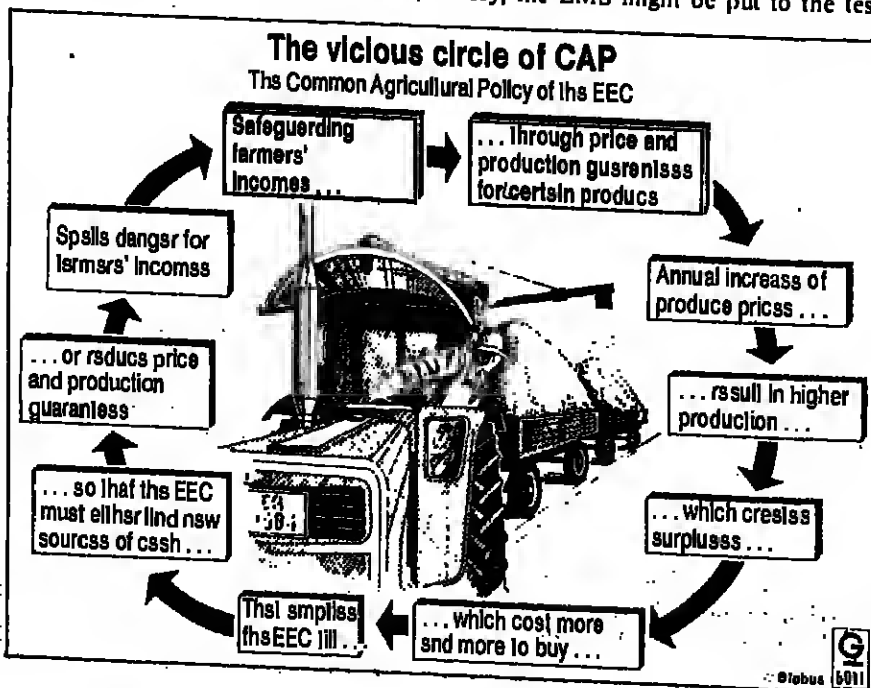 the EMS might be put to the tes
The vicious circle of CAP
The Common Agricultural Policy of the EEC
Safeguarding
farmers'
incomes ...
... through price and
production guarantees
for certain producs
Annual increase of
produce prices ...
... result in higher
production ...
... which creates
surpluses ...
... which cost more
and more to buy ...
That empties
the EEC till ...
... so that the EEC
must either find new
sources of cash ...
... or reduce price
and production
guarantees
Spells danger for
farmers' incomes
Globus